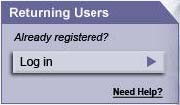 Returning Users
Already registered?
Log in
Need Help?